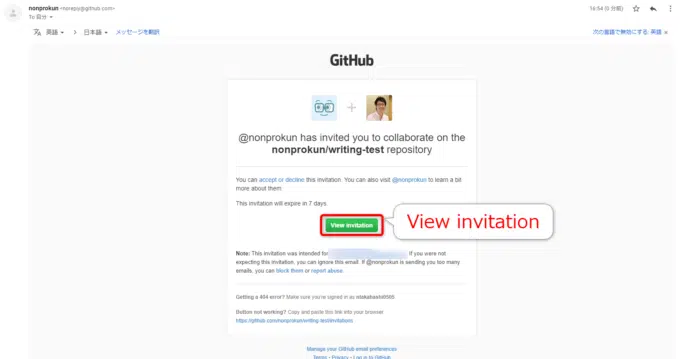 nonprokun <norepy@github.com>
16:54 (0 分前)
To 自分
英語 > 日本語 メッセージを翻訳
次の言語で無効にする: 英語 ×
GitHub
@nonprokun has invited you to collaborate on the
nonprokun/writing-test repository
You can accept or decline this invitation. You can also visit @nonprokun to learn a bit
more about them.
This invitation will expire in 7 days.
View invitation
View invitation
Note: This invitation was intended for
If you were not
expecting this invitation, you can ignore this email. If @nonprokun is sending you too many
emails, you can block them or report abuse.
Getting a 404 error? Make sure you're signed in as
Button not working? Copy and paste this link into your browser
https://github.com/nonprokun/writing-test/invitations
Manage your GitHub email preferences
Terms • Privacy • Log in to GitHub